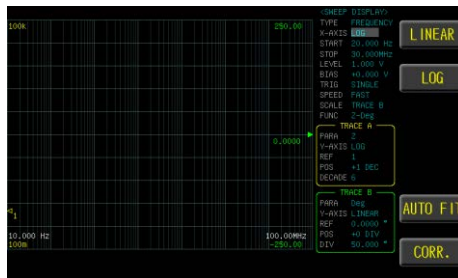 <SWEEP DISPLAY>
TYPE FREQUENCY
X-AXIS LOG
START 20.000 Hz
STOP 30.000MHz
LEVEL 1.000 V
BIAS +0.000 V
TRIG SINGLE
SPEED FAST
SCALE TRACE B
FUNC Z-Deg
TRACE A
PARA Z
Y-AXIS LOG
REF 1
POS +1 DEC
DECADE 6
TRACE B
PARA Deg
Y-AXIS LINEAR
REF 0.0000 °
POS +0 DIV
DIV 50.000 °
100k
250.00
0.0000
1
10.000 Hz
100.00MHz
100m
-250.00
LINEAR
LOG
AUTO FIT
CORR.